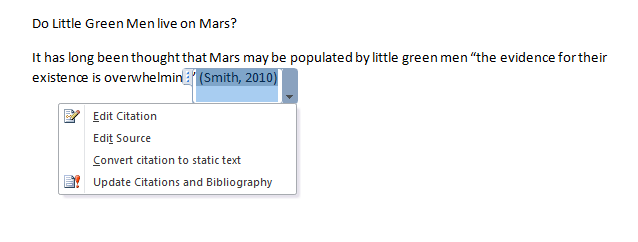 Do Little Green Men live on Mars?
It has long been thought that Mars may be populated by little green men “the evidence for their
existence is overwhelmin ” (Smith, 2010)
Edit Citation
Edit Source
Convert citation to static text
Update Citations and Bibliography